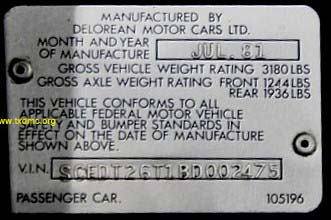 MANUFACTURED BY
DELOREAN MOTOR CARS LTD.
MONTH AND YEAR
OF MANUFACTURE JUL. 81
GROSS VEHICLE WEIGHT RATING 3180 LBS
GROSS AXLE WEIGHT RATING FRONT 1244 LBS
REAR 1936 LBS
THIS VEHICLE CONFORMS TO ALL
APPLICABLE FEDERAL MOTOR VEHICLE
www.txdmc.org
SAFETY AND BUMPER STANDARDS IN
EFFECT ON THE DATE OF MANUFACTURE
SHOWN ABOVE.
V.I.N. SCEDT26T1BD002475
PASSENGER CAR. 105196